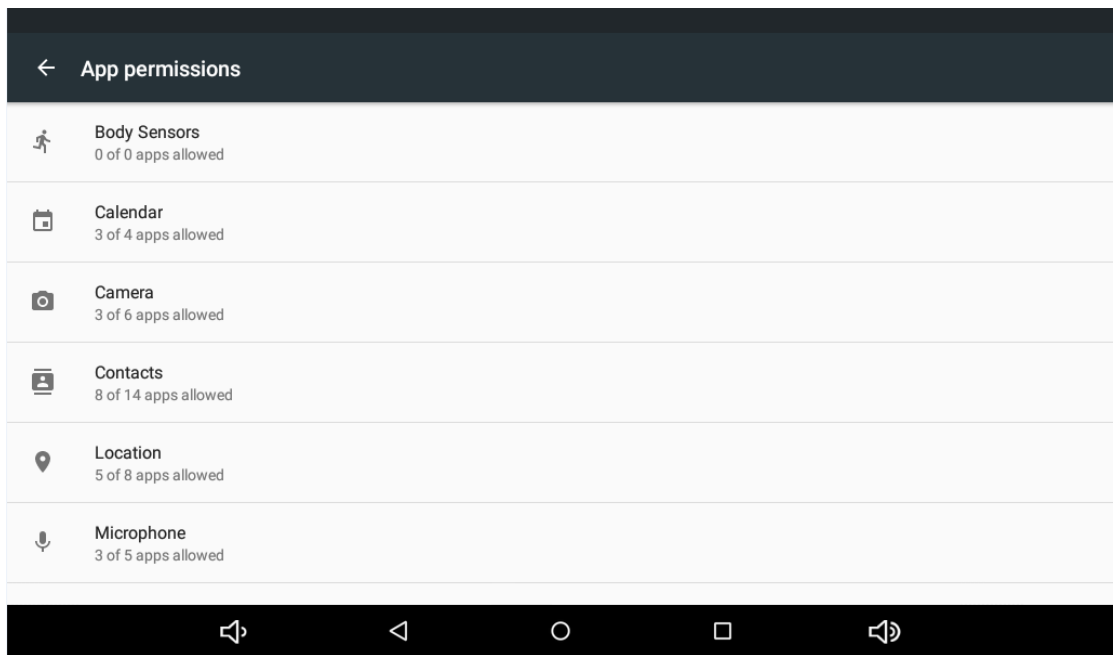 App permissions
Body Sensors
0 of 0 apps allowed
Calendar
3 of 4 apps allowed
Camera
3 of 6 apps allowed
Contacts
8 of 14 apps allowed
Location
5 of 8 apps allowed
Microphone
3 of 5 apps allowed